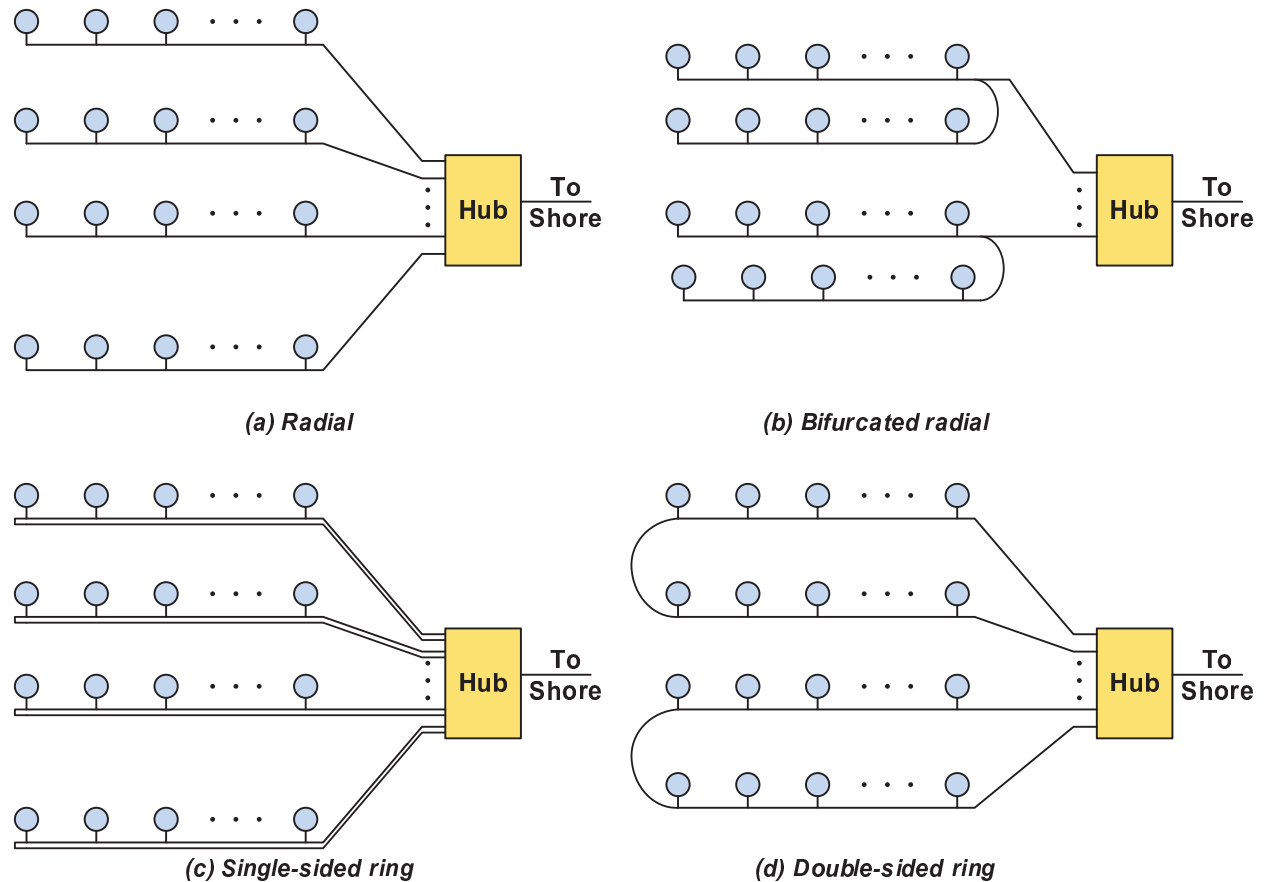 Hub
To
Shore
(a) Radial
Hub
To
Shore
(b) Bifurcated radial
Hub
To
Shore
(c) Single-sided ring
Hub
To
Shore
(d) Double-sided ring